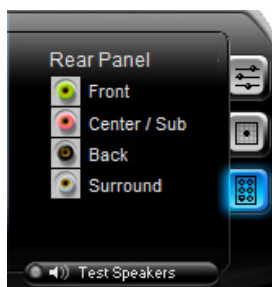 Rear Panel
Front
Center / Sub
Back
Surround
Test Speakers